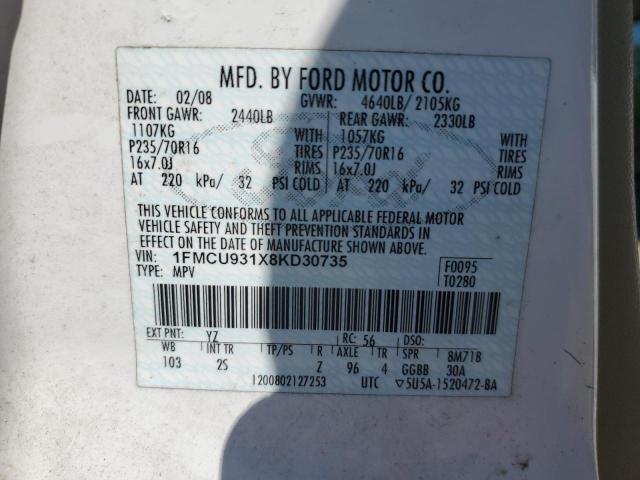 MFD. BY FORD MOTOR CO.
DATE: 02/08 GVWR: 4640LB/ 2105KG
FRONT GAWR: 2440LB REAR GAWR: 2330LB
1107KG WITH 1057KG WITH
P235/70R16 TIRES P235/70R16 TIRES
16x7.0J RIMS 16x7.0J RIMS
AT 220 kPa/ 32 PSI COLD AT 220 kPa/ 32 PSI COLD
THIS VEHICLE CONFORMS TO ALL APPLICABLE FEDERAL MOTOR
VEHICLE SAFETY AND THEFT PREVENTION STANDARDS IN
EFFECT ON THE DATE OF MANUFACTURE SHOWN ABOVE.
VIN: 1FMCU931X8KD30735 F0095
TYPE: MPV T0280
EXT PNT: YZ RC: 56 DSO:
WB INT TR TP/PS R AXLE TR SPR BM71B
103 2S Z 96 4 GGBB 30A
1200802127253 UTC ▽5U5A-1520472-BA